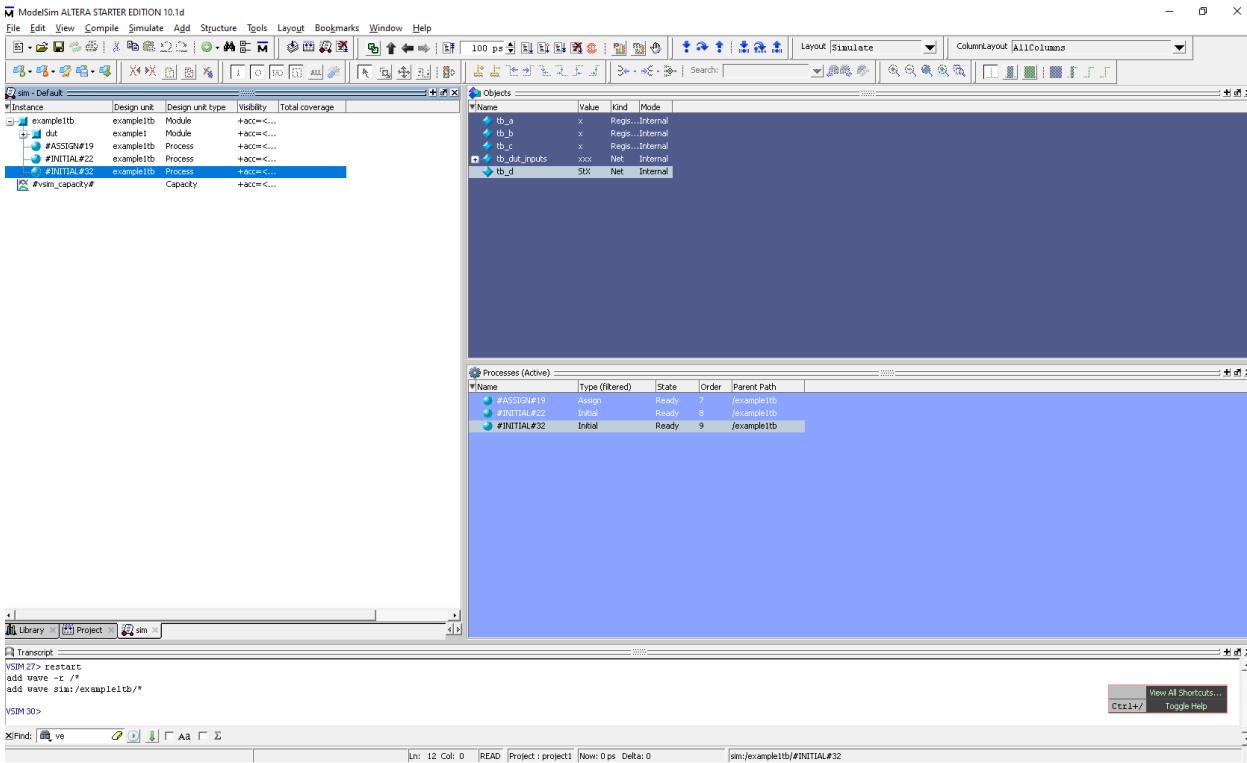 ModelSim ALTERA STARTER EDITION 10.1d
File Edit View Compile Simulate Add Structure Tools Layout Bookmarks Window Help
100 ps Layout Simulate ColumnLayout AllColumns
Search:
sim - Default
Instance Design unit Design unit type Visibility Total coverage
example1tb example1tb Module +acc=<...
dut example1 Module +acc=<...
#ASSIGN#19 example1tb Process +acc=<...
#INITIAL#22 example1tb Process +acc=<...
#INITIAL#32 example1tb Process +acc=<...
#vsim_capacity# Capacity +acc=<...
Library Project sim
Objects
Name Value Kind Mode
tb_a x Regis... Internal
tb_b x Regis... Internal
tb_c x Regis... Internal
tb_dut_inputs xxx Net Internal
tb_d StX Net Internal
Processes (Active)
Name Type (filtered) State Order Parent Path
#ASSIGN#19 Assign Ready 7 /example1tb
#INITIAL#22 Initial Ready 8 /example1tb
#INITIAL#32 Initial Ready 9 /example1tb
Transcript
VSIM 27> restart
add wave -r /*
add wave sim:/example1tb/*
VSIM 30>
View All Shortcuts...
Ctrl+/ Toggle Help
Find: ve Aa Σ
Ln: 12 Col: 0 READ Project : project1 Now: 0 ps Delta: 0 sim:/example1tb/#INITIAL#32